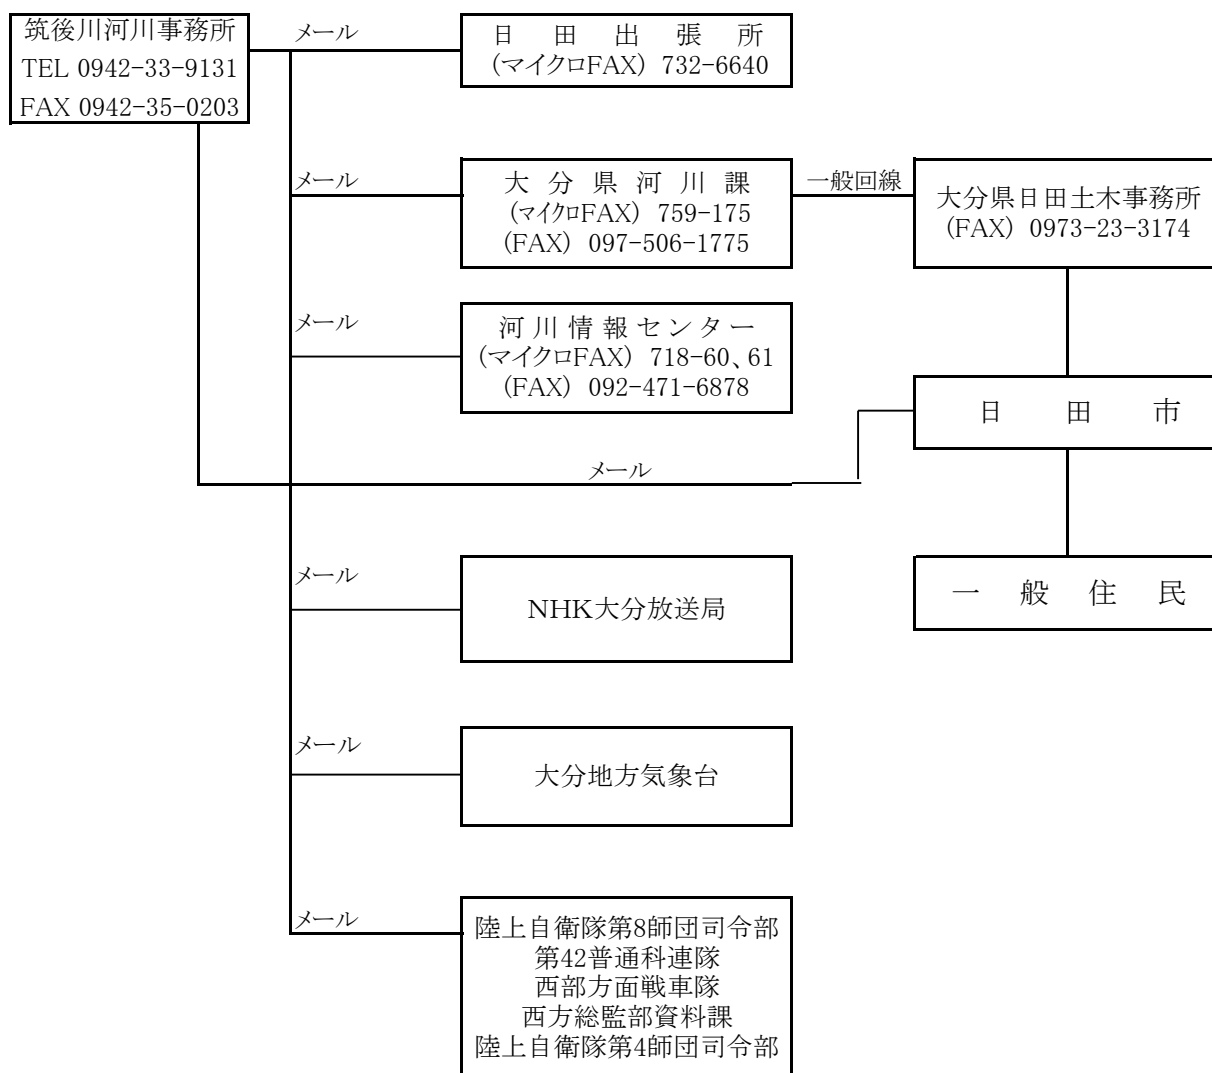 筑後川河川事務所
TEL 0942-33-9131
FAX 0942-35-0203
メール
日田出張所
(マイクロFAX) 732-6640
メール
大分県河川課
(マイクロFAX) 759-175
(FAX) 097-506-1775
一般回線
大分県日田土木事務所
(FAX) 0973-23-3174
メール
河川情報センター
(マイクロFAX) 718-60、61
(FAX) 092-471-6878
日田市
メール
メール
NHK大分放送局
一般住民
メール
大分地方気象台
メール
陸上自衛隊第8師団司令部
第42普通科連隊
西部方面戦車隊
西方総監部資料課
陸上自衛隊第4師団司令部